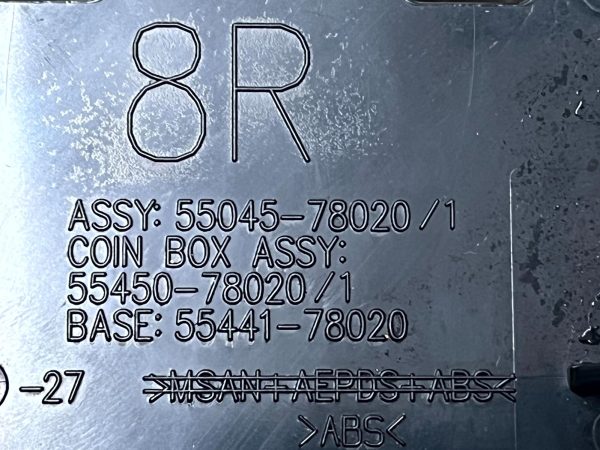 8R
ASSY: 55045-78020/1
COIN BOX ASSY:
55450-78020/1
BASE: 55441-78020
-27 >MSAN+AEPDS+ABS<
>ABS<